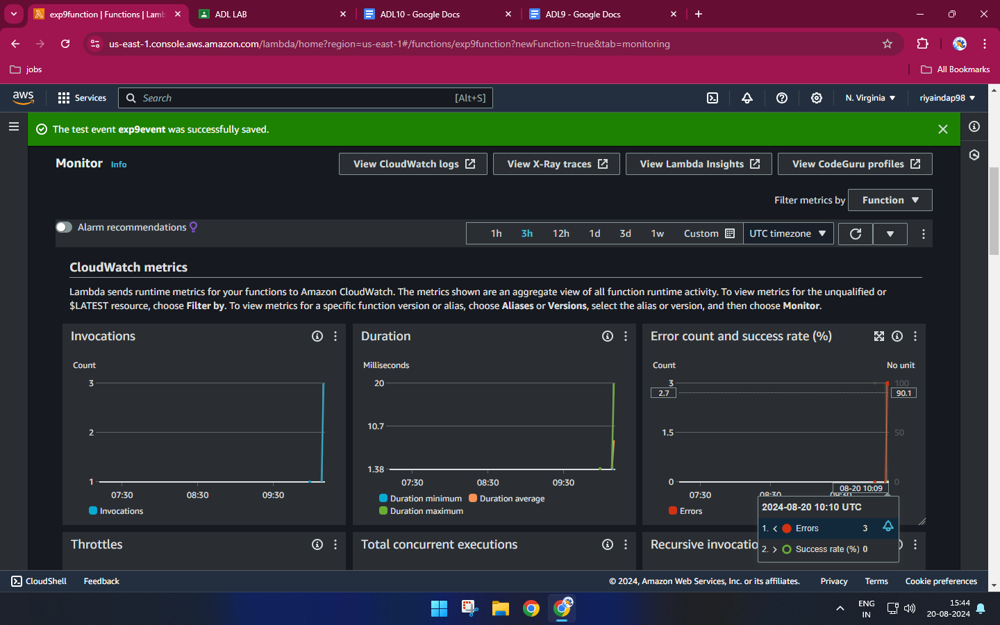 exp9function | Functions | Lamb
ADL LAB
ADL10 - Google Docs
ADL9 - Google Docs
us-east-1.console.aws.amazon.com/lambda/home?region=us-east-1#/functions/exp9function?newFunction=true&tab=monitoring
jobs
All Bookmarks
aws
Services
Search
[Alt+S]
N. Virginia
riyaindap98
The test event exp9event was successfully saved.
Monitor
Info
View CloudWatch logs
View X-Ray traces
View Lambda Insights
View CodeGuru profiles
Filter metrics by
Function
Alarm recommendations
1h
3h
12h
1d
3d
1w
Custom
UTC timezone
CloudWatch metrics
Lambda sends runtime metrics for your functions to Amazon CloudWatch. The metrics shown are an aggregate view of all function runtime activity. To view metrics for the unqualified or
$LATEST resource, choose Filter by. To view metrics for a specific function version or alias, choose Aliases or Versions, select the alias or version, and then choose Monitor.
Invocations
Count
3
2
1
07:30
08:30
09:30
Invocations
Duration
Milliseconds
20
10.7
1.38
07:30
08:30
09:30
Duration minimum
Duration average
Duration maximum
Error count and success rate (%)
Count
No unit
3
100
2.7
90.1
1.5
50
0
0
08-20 10:09
07:30
08:30
09:30
Errors
2024-08-20 10:10 UTC
1.
Errors
3
2.
Success rate (%)
0
Throttles
Total concurrent executions
Recursive invocatio
CloudShell
Feedback
© 2024, Amazon Web Services, Inc. or its affiliates.
Privacy
Terms
Cookie preferences
ENG
IN
15:44
20-08-2024